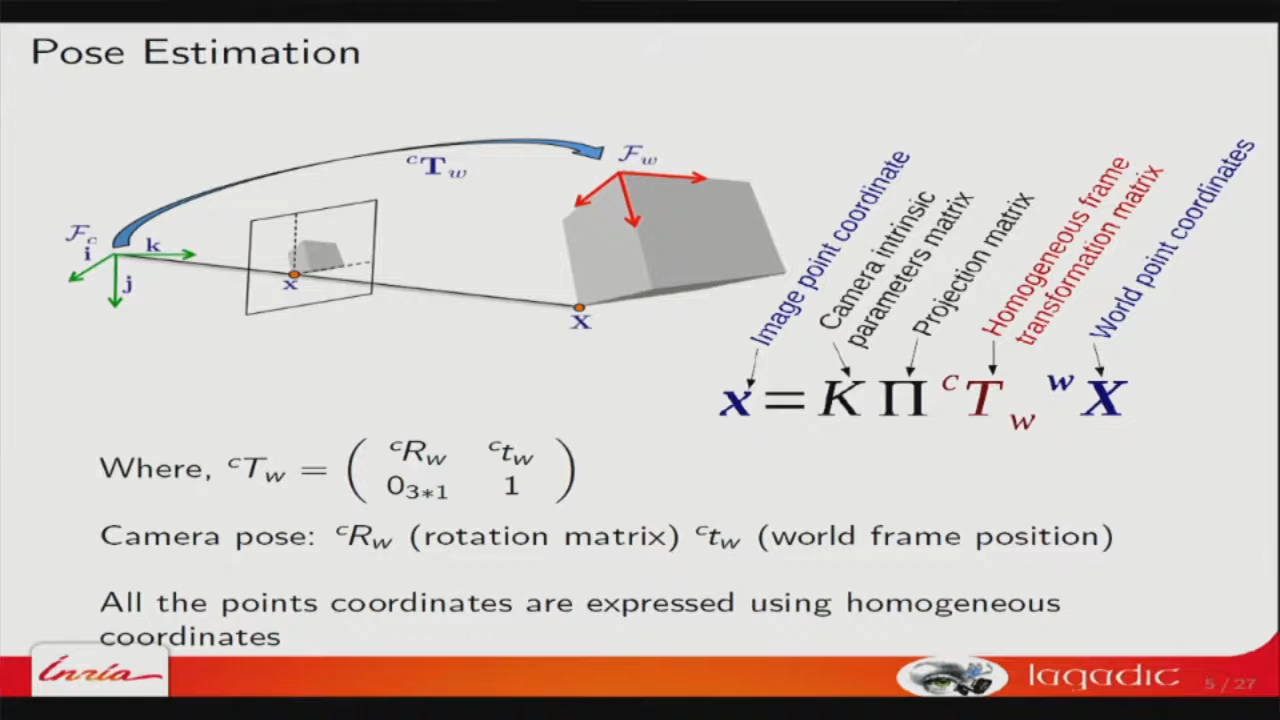 Pose Estimation
ᶜT_w
ℱ_w
ℱ_c
i
k
j
x
X
Image point coordinate
Camera intrinsic
parameters matrix
Projection matrix
Homogeneous frame
transformation matrix
World point coordinates
x = K Π ᶜT_w ʷX
Where, ᶜT_w = ( ᶜR_w ᶜt_w
0₃*₁ 1 )
Camera pose: ᶜR_w (rotation matrix) ᶜt_w (world frame position)
All the points coordinates are expressed using homogeneous
coordinates
Inria
lagadic
5 / 27